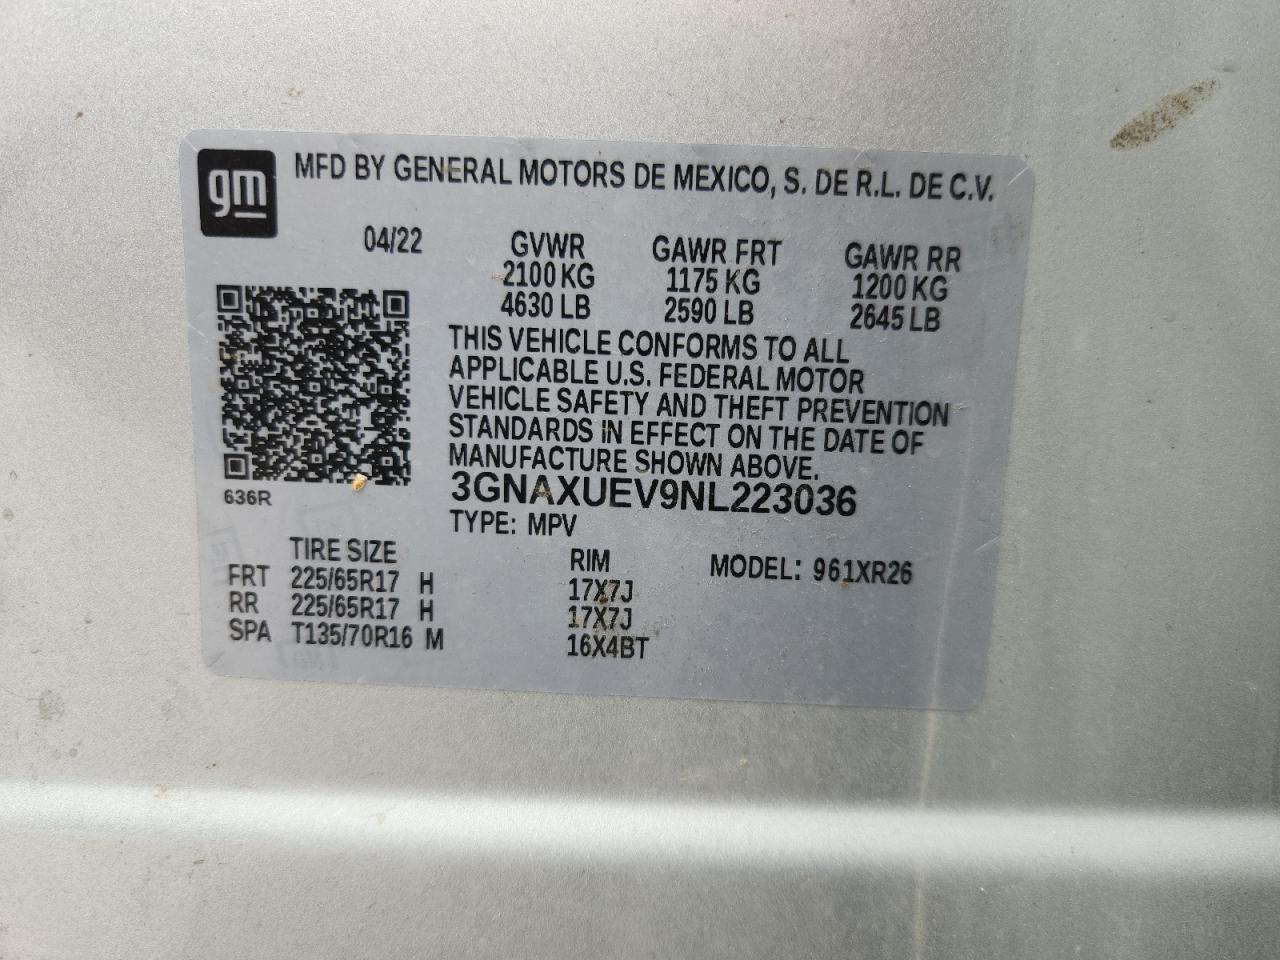 gm
MFD BY GENERAL MOTORS DE MEXICO, S. DE R.L. DE C.V.
04/22 GVWR GAWR FRT GAWR RR
2100 KG 1175 KG 1200 KG
4630 LB 2590 LB 2645 LB
THIS VEHICLE CONFORMS TO ALL
APPLICABLE U.S. FEDERAL MOTOR
VEHICLE SAFETY AND THEFT PREVENTION
STANDARDS IN EFFECT ON THE DATE OF
MANUFACTURE SHOWN ABOVE.
636R
3GNAXUEV9NL223036
TYPE: MPV
TIRE SIZE RIM MODEL: 961XR26
FRT 225/65R17 H 17X7J
RR 225/65R17 H 17X7J
SPA T135/70R16 M 16X4BT